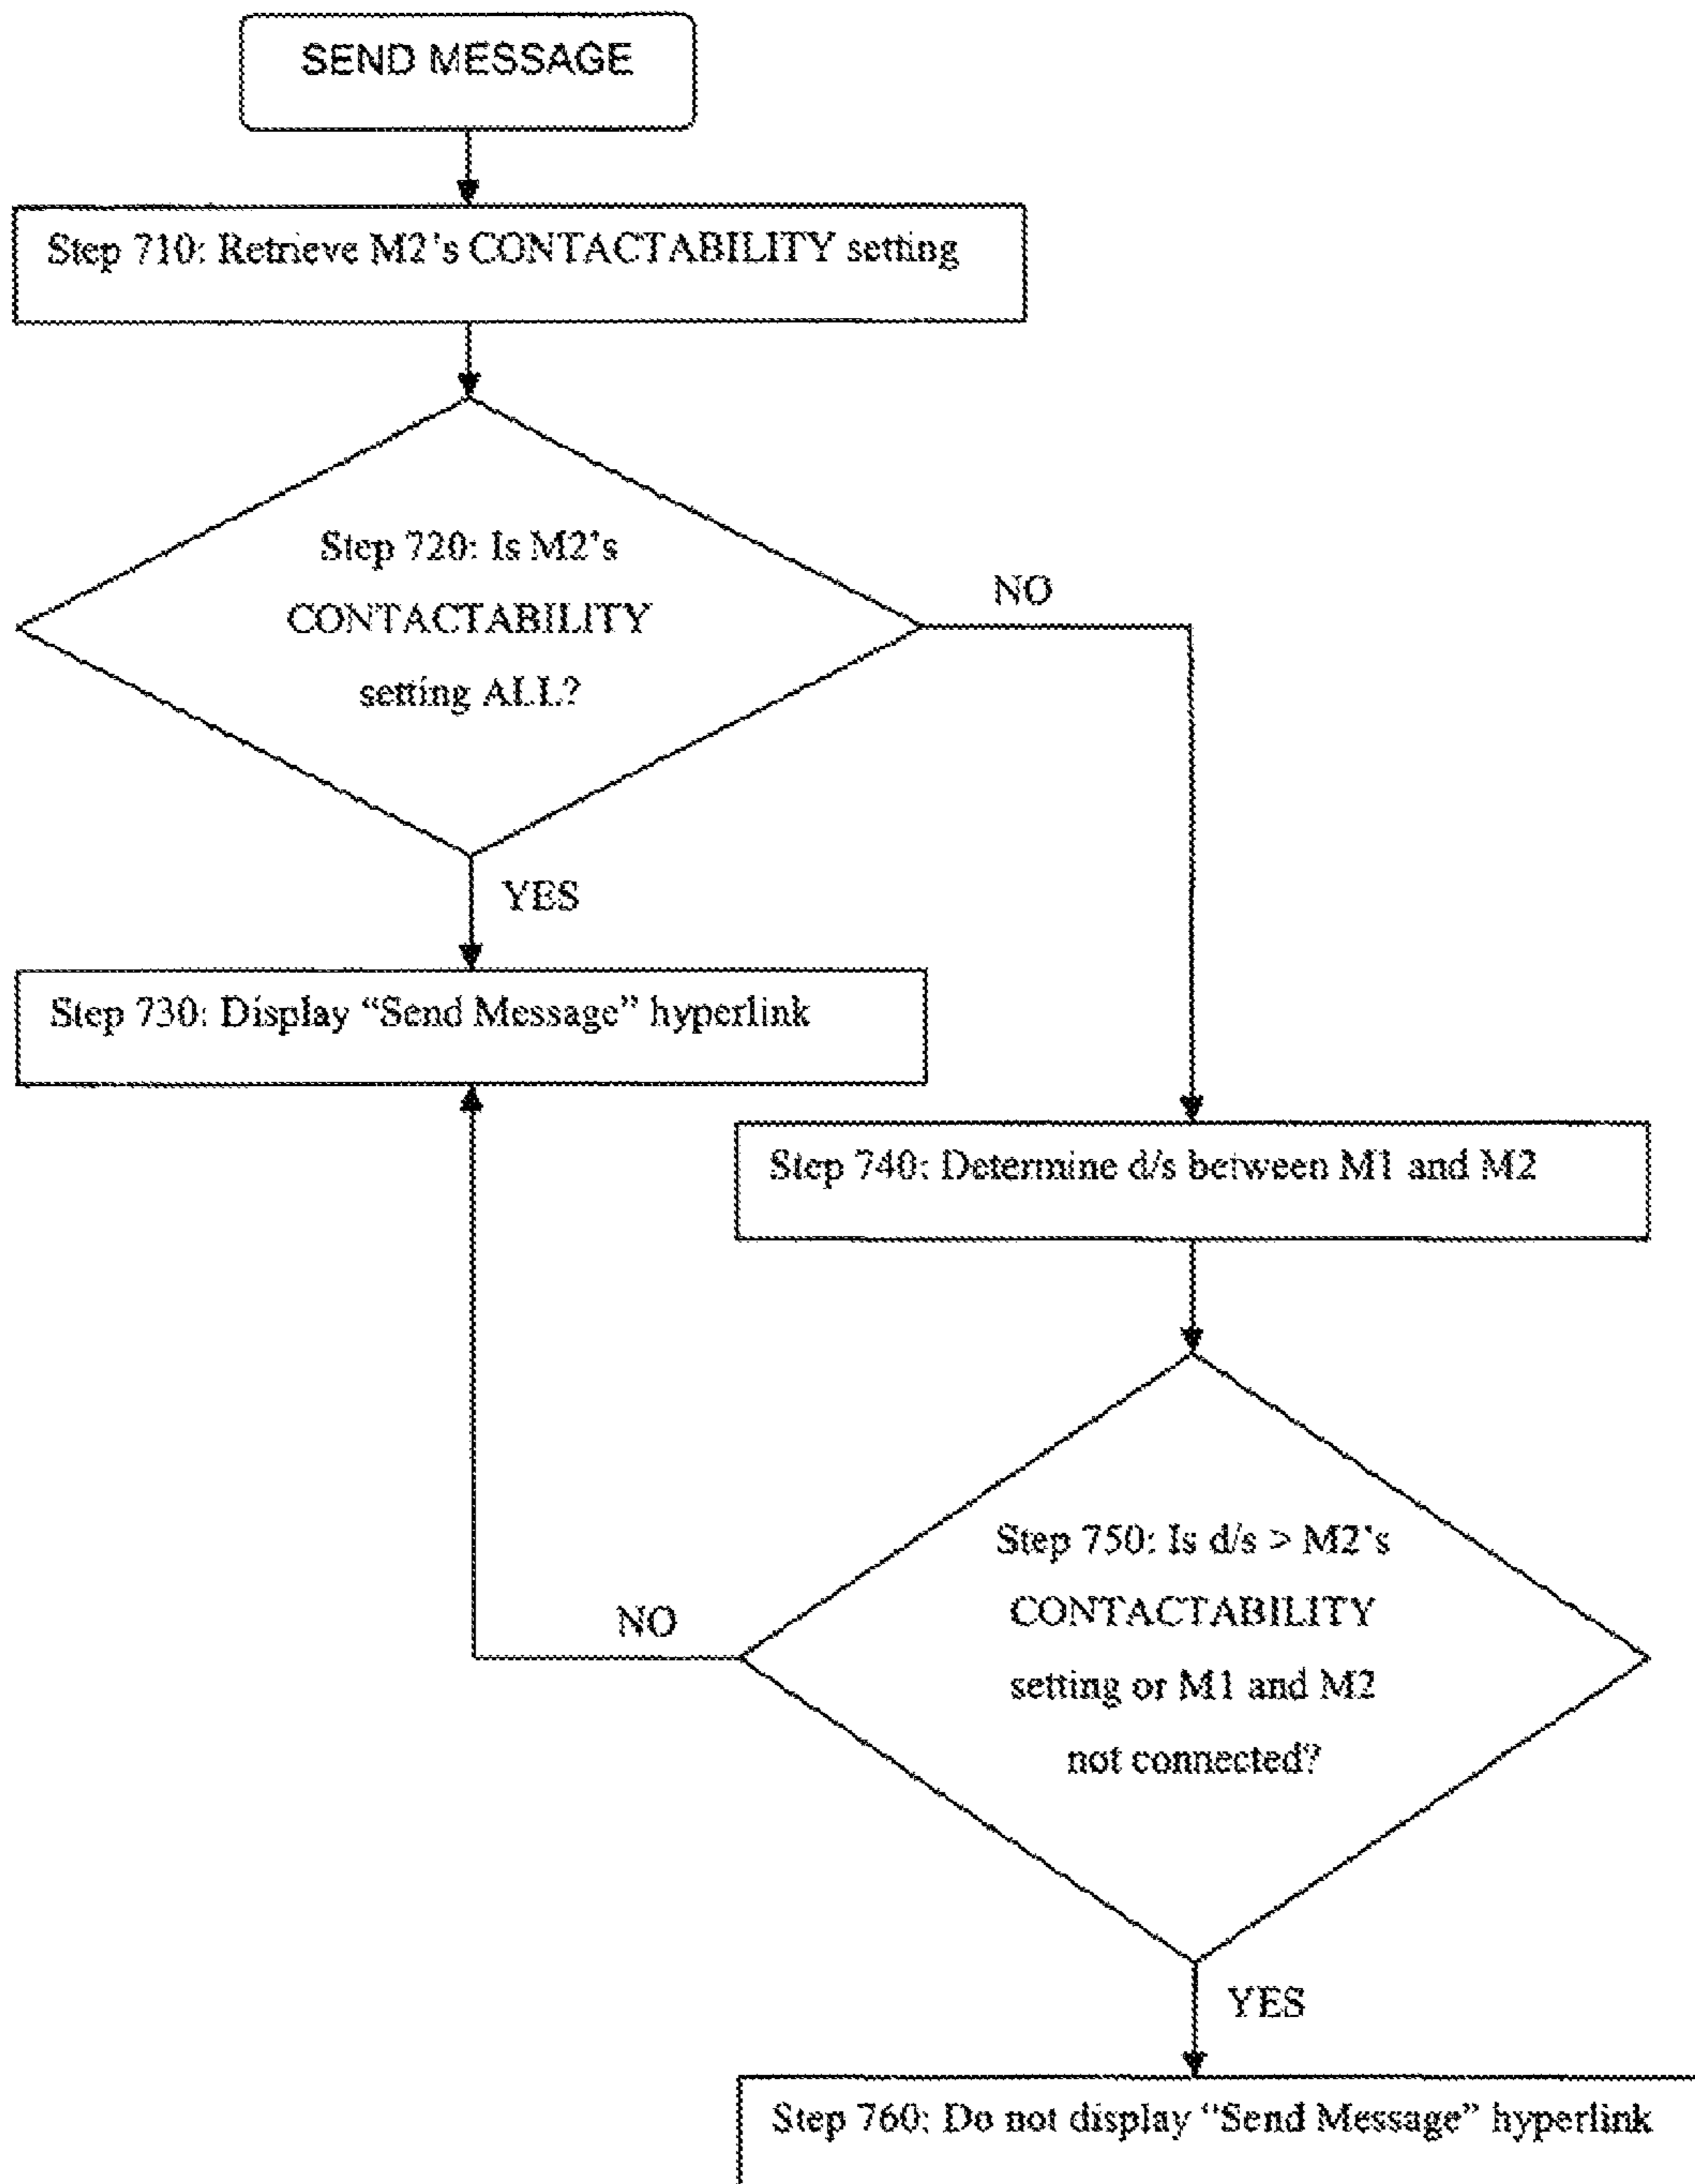 SEND MESSAGE
Step 710: Retrieve M2's CONTACTABILITY setting
Step 720: Is M2's
CONTACTABILITY
setting ALL?
NO
YES
Step 730: Display “Send Message” hyperlink
Step 740: Determine d/s between M1 and M2
Step 750: Is d/s > M2's
CONTACTABILITY
setting or M1 and M2
not connected?
NO
YES
Step 760: Do not display “Send Message” hyperlink